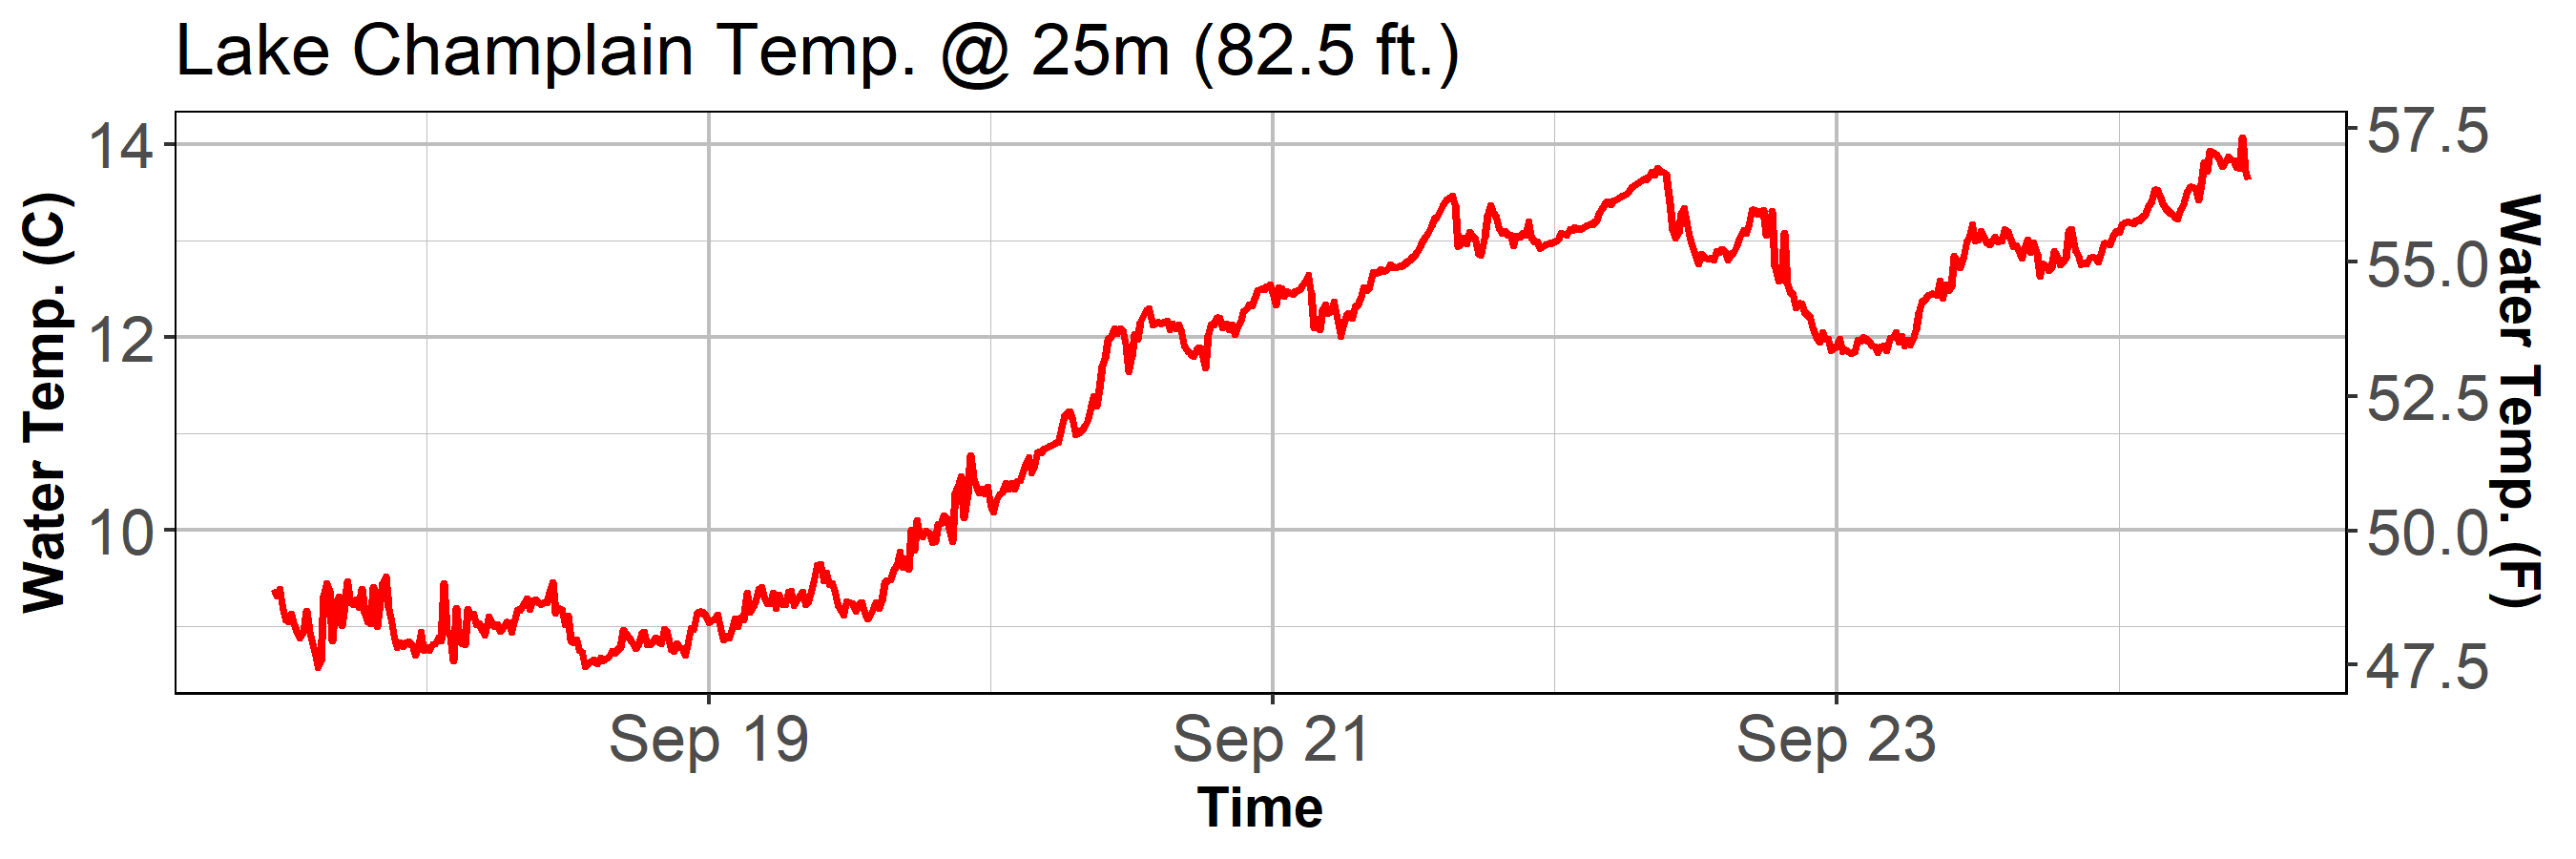 Lake Champlain Temp. @ 25m (82.5 ft.)
Water Temp. (C)
14
12
10
57.5
55.0
52.5
50.0
47.5
Water Temp. (F)
Sep 19
Sep 21
Sep 23
Time